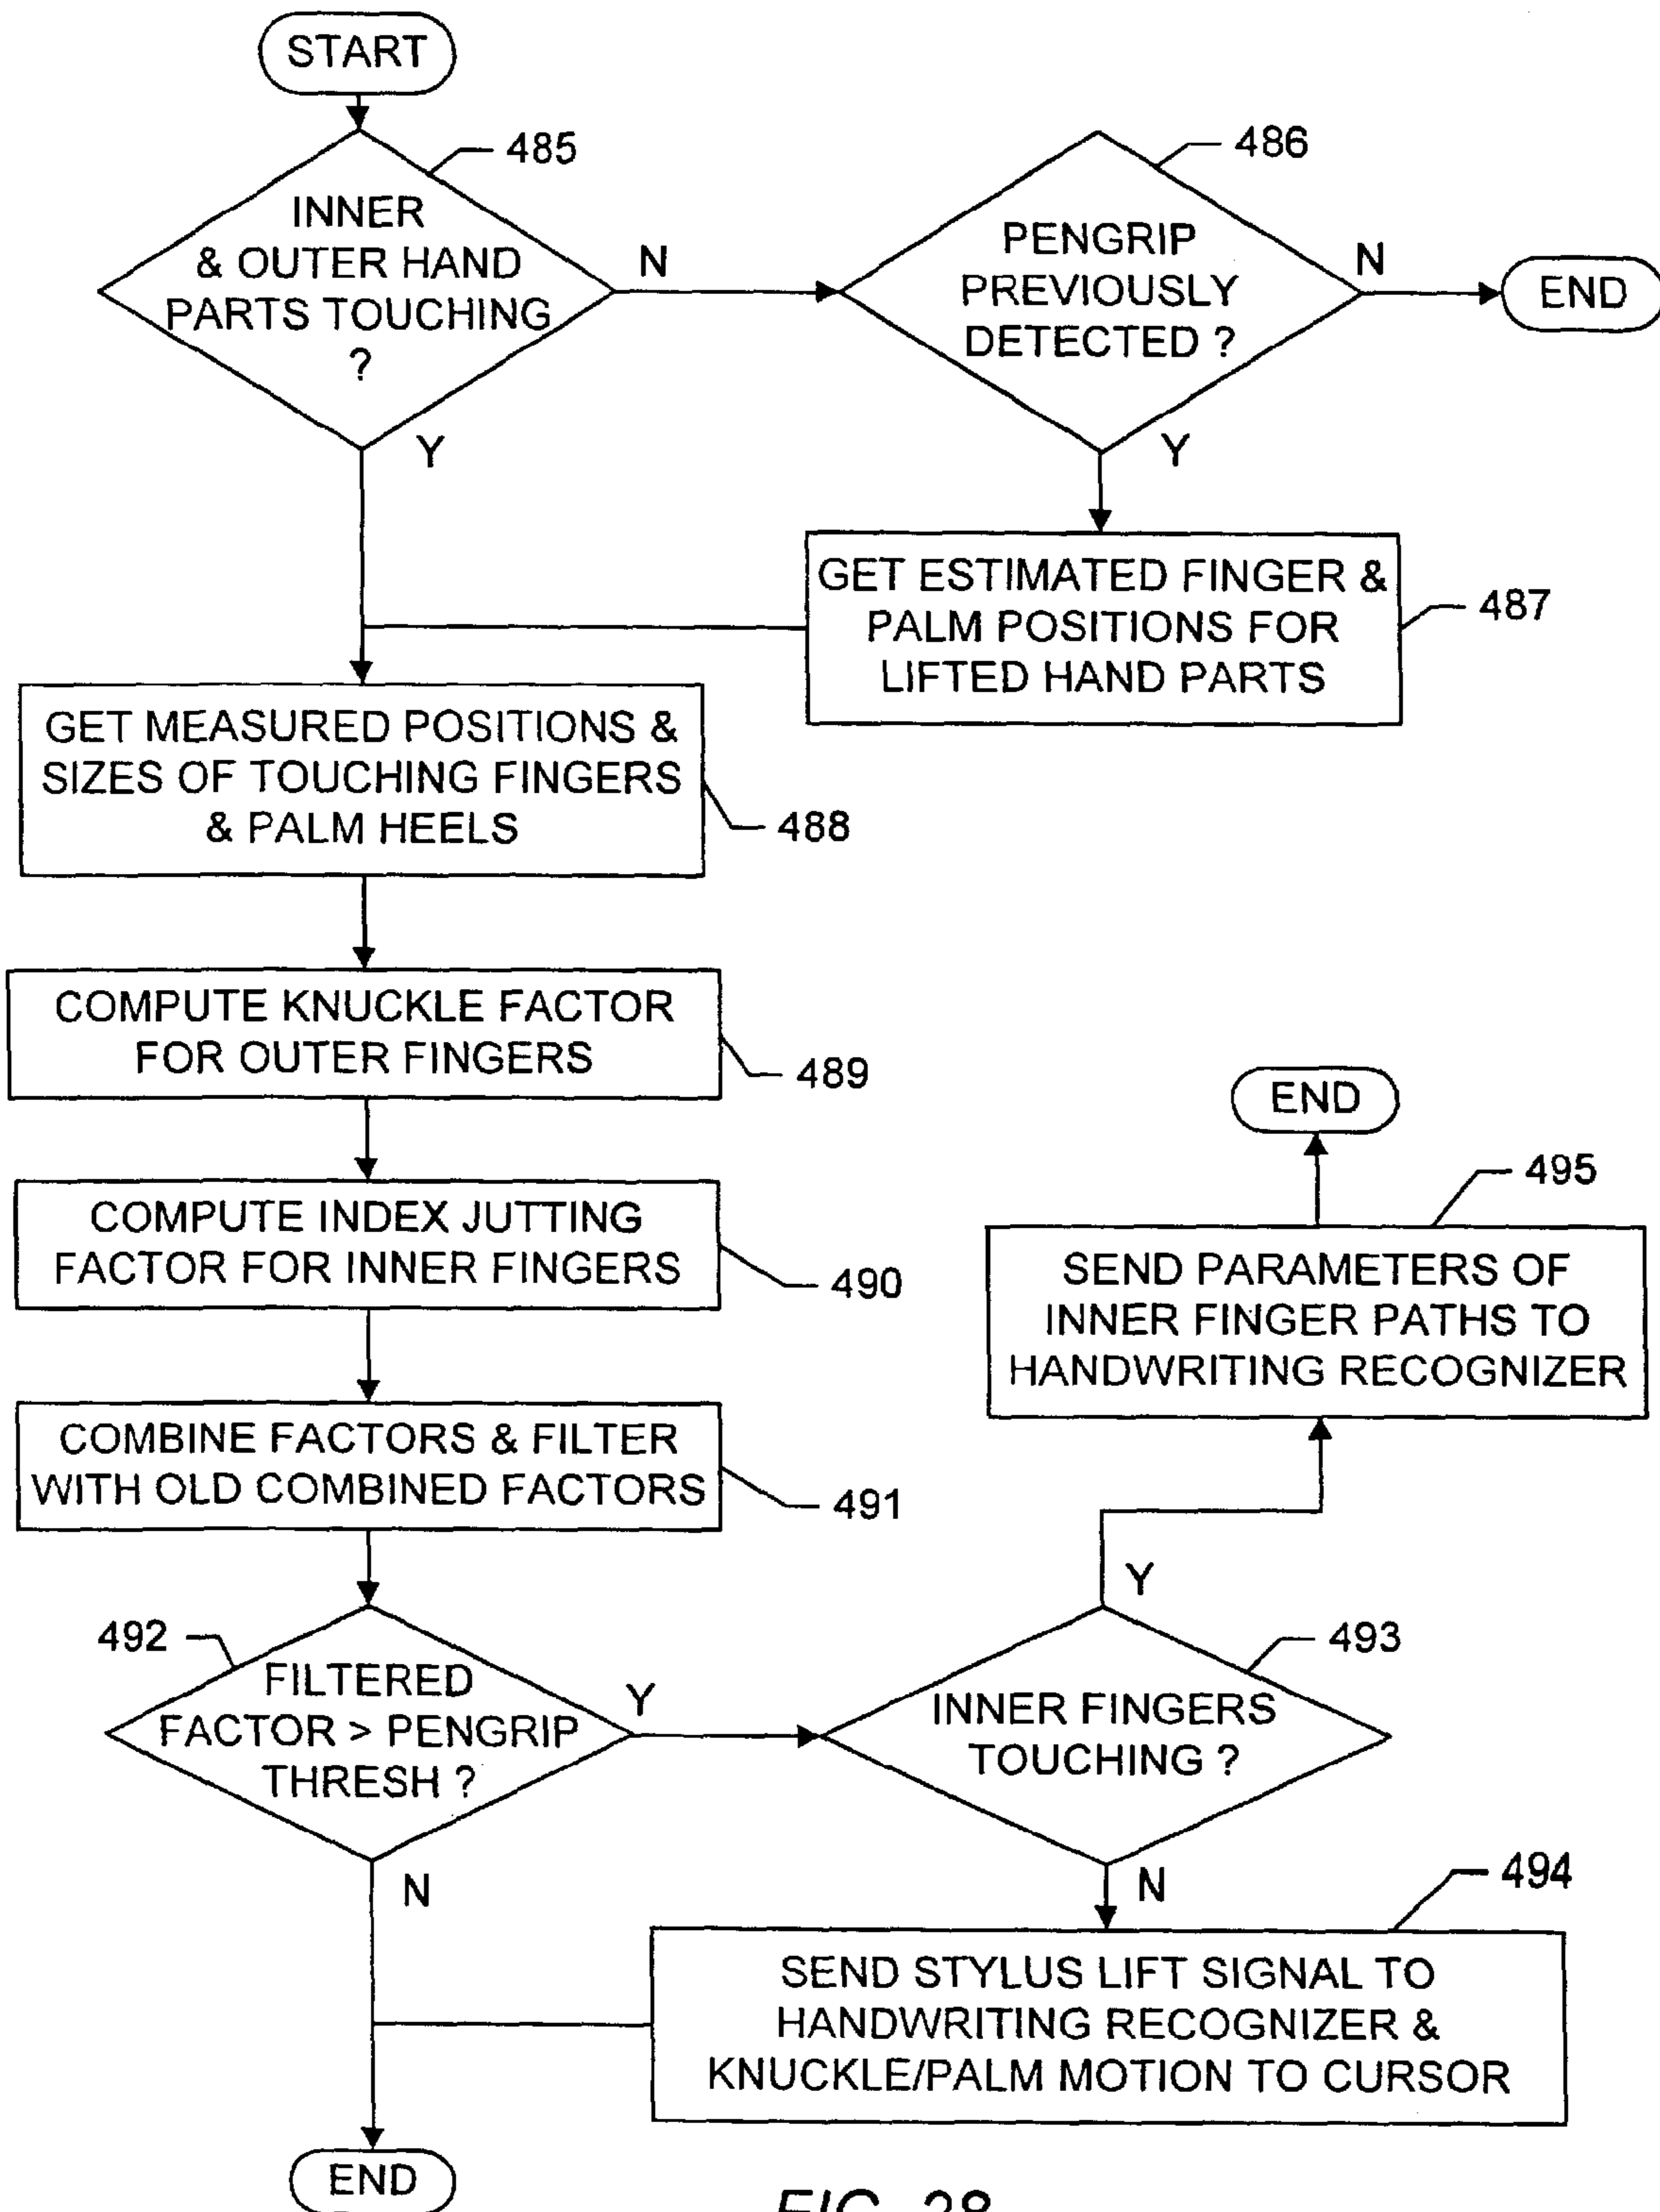 START
485
INNER
& OUTER HAND
PARTS TOUCHING
?
N
Y
486
PENGRIP
PREVIOUSLY
DETECTED ?
N
END
Y
GET ESTIMATED FINGER &
PALM POSITIONS FOR
LIFTED HAND PARTS
487
GET MEASURED POSITIONS &
SIZES OF TOUCHING FINGERS
& PALM HEELS
488
COMPUTE KNUCKLE FACTOR
FOR OUTER FINGERS
489
COMPUTE INDEX JUTTING
FACTOR FOR INNER FINGERS
490
COMBINE FACTORS & FILTER
WITH OLD COMBINED FACTORS
491
492
FILTERED
FACTOR > PENGRIP
THRESH ?
Y
N
END
495
SEND PARAMETERS OF
INNER FINGER PATHS TO
HANDWRITING RECOGNIZER
Y
493
INNER FINGERS
TOUCHING ?
N
494
SEND STYLUS LIFT SIGNAL TO
HANDWRITING RECOGNIZER &
KNUCKLE/PALM MOTION TO CURSOR
END
FIG. 28